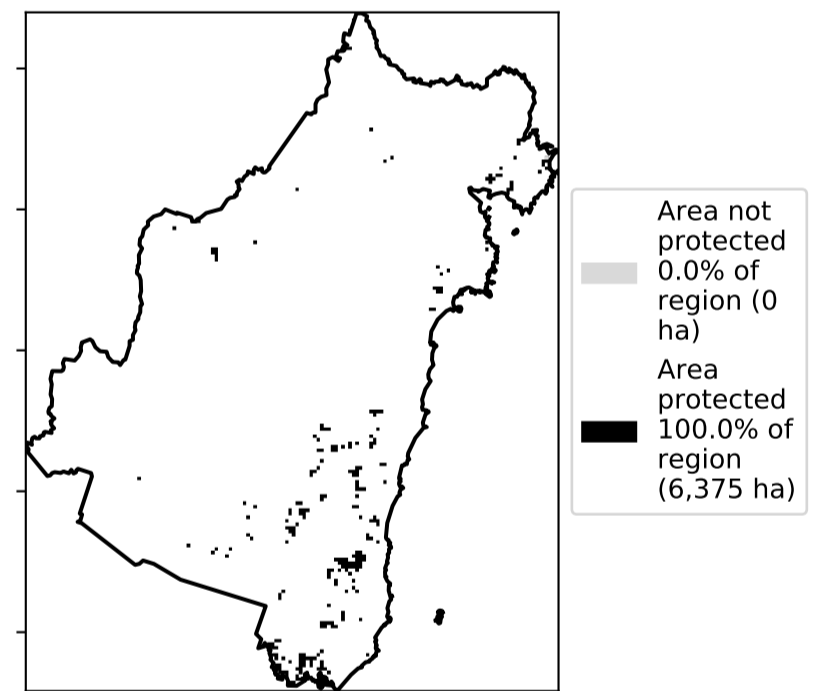 Area not
protected
0.0% of
region (0
ha)
Area
protected
100.0% of
region
(6,375 ha)